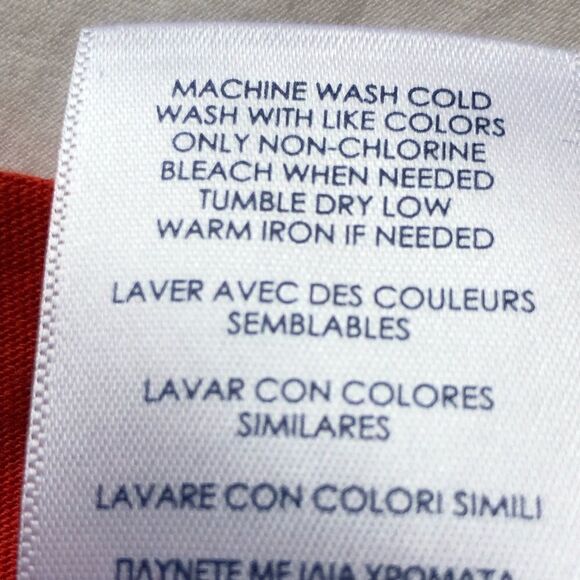 MACHINE WASH COLD
WASH WITH LIKE COLORS
ONLY NON-CHLORINE
BLEACH WHEN NEEDED
TUMBLE DRY LOW
WARM IRON IF NEEDED
LAVER AVEC DES COULEURS
SEMBLABLES
LAVAR CON COLORES
SIMILARES
LAVARE CON COLORI SIMILI
ΠΛΥΝΕΤΕ ΜΕ ΙΔΙΑ ΧΡΩΜΑΤΑ